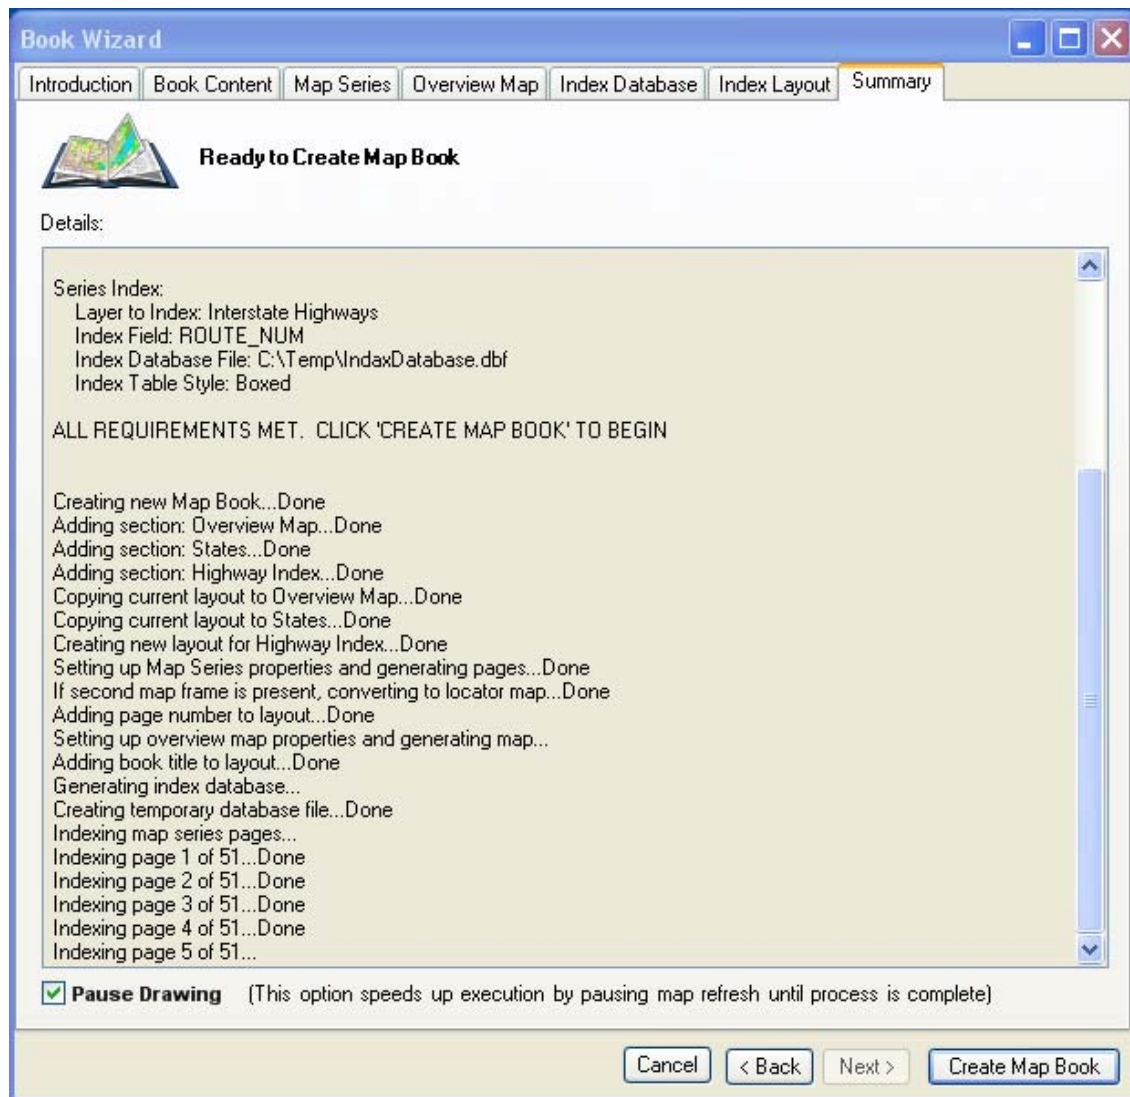 Book Wizard
Introduction Book Content Map Series Overview Map Index Database Index Layout Summary
Ready to Create Map Book
Details:
Series Index:
Layer to Index: Interstate Highways
Index Field: ROUTE_NUM
Index Database File: C:\Temp\IndaxDatabase.dbf
Index Table Style: Boxed
ALL REQUIREMENTS MET. CLICK 'CREATE MAP BOOK' TO BEGIN
Creating new Map Book...Done
Adding section: Overview Map...Done
Adding section: States...Done
Adding section: Highway Index...Done
Copying current layout to Overview Map...Done
Copying current layout to States...Done
Creating new layout for Highway Index...Done
Setting up Map Series properties and generating pages...Done
If second map frame is present, converting to locator map...Done
Adding page number to layout...Done
Setting up overview map properties and generating map...
Adding book title to layout...Done
Generating index database...
Creating temporary database file...Done
Indexing map series pages...
Indexing page 1 of 51...Done
Indexing page 2 of 51...Done
Indexing page 3 of 51...Done
Indexing page 4 of 51...Done
Indexing page 5 of 51...
Pause Drawing (This option speeds up execution by pausing map refresh until process is complete)
Cancel < Back Next > Create Map Book